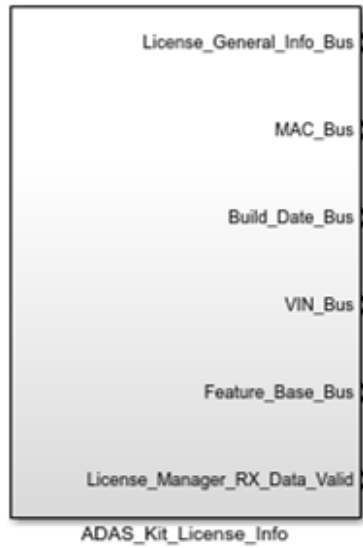 License_General_Info_Bus
MAC_Bus
Build_Date_Bus
VIN_Bus
Feature_Base_Bus
License_Manager_RX_Data_Valid
ADAS_Kit_License_Info